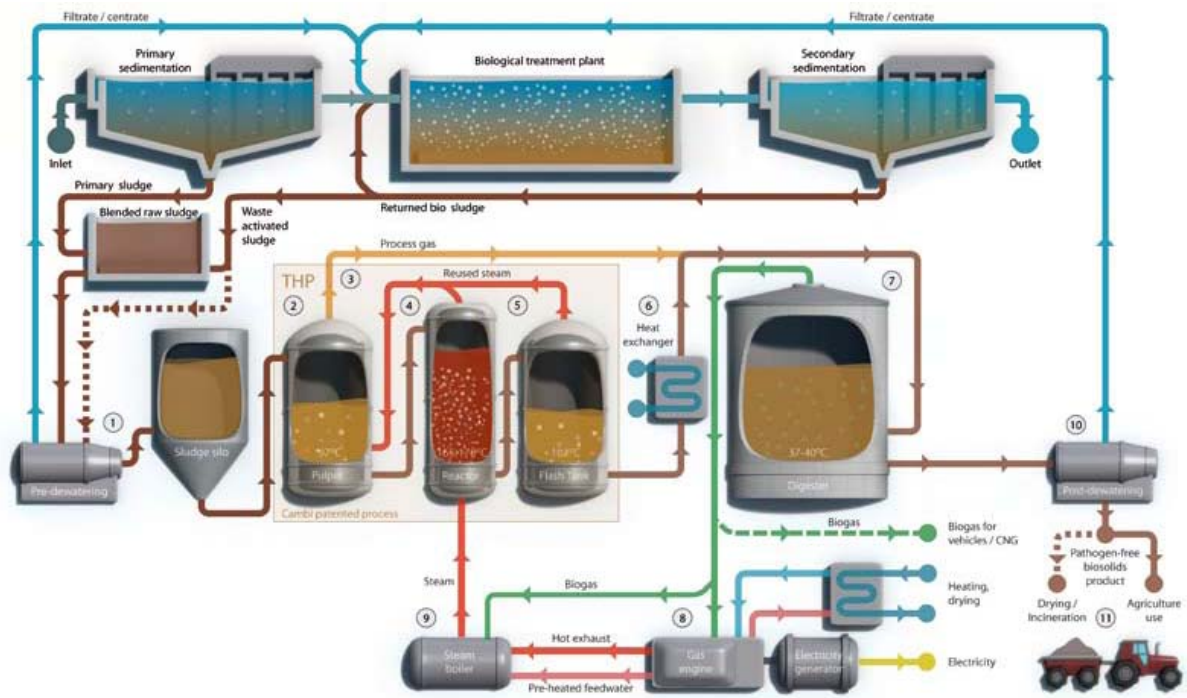 Filtrate / centrate
Filtrate / centrate
Primary
sedimentation
Biological treatment plant
Secondary
sedimentation
Inlet
Outlet
Primary sludge
Blended raw sludge
Waste
activated
sludge
Returned bio sludge
Process gas
THP
Reused steam
2
3
4
5
6
7
Heat
exchanger
1
10
Sludge silo
Pre-dewatering
Pulper
Reactor
Flash Tank
37-40°C
Digester
Post-dewatering
Cambi patented process
Biogas
Biogas for
vehicles / CNG
Pathogen-free
biosolids
product
Steam
Biogas
Heating,
drying
Drying /
Incineration
11
Agriculture
use
9
8
Steam
boiler
Hot exhaust
Gas
engine
Electricity
generator
Electricity
Pre-heated feedwater